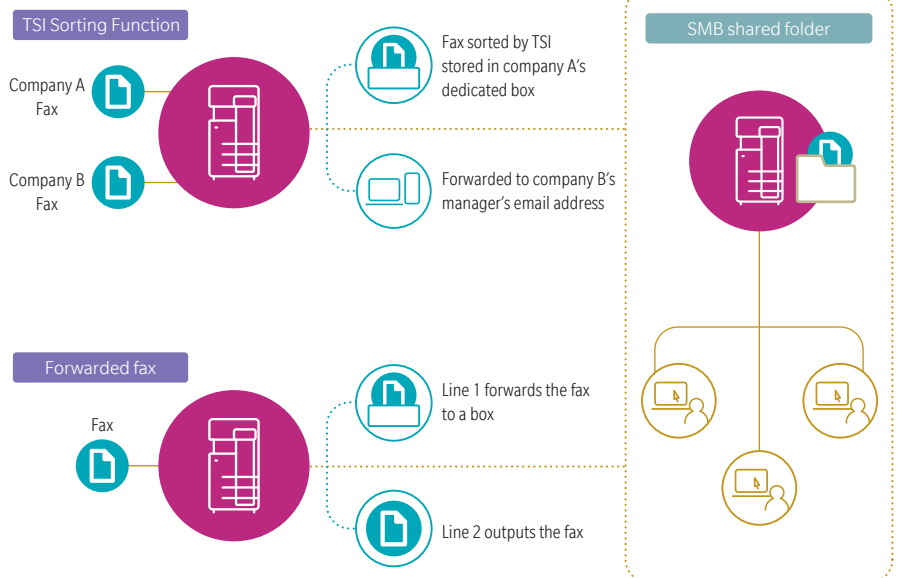 TSI Sorting Function
Company A
Fax
Company B
Fax
Fax sorted by TSI
stored in company A's
dedicated box
Forwarded to company B's
manager's email address
SMB shared folder
Forwarded fax
Fax
Line 1 forwards the fax
to a box
Line 2 outputs the fax